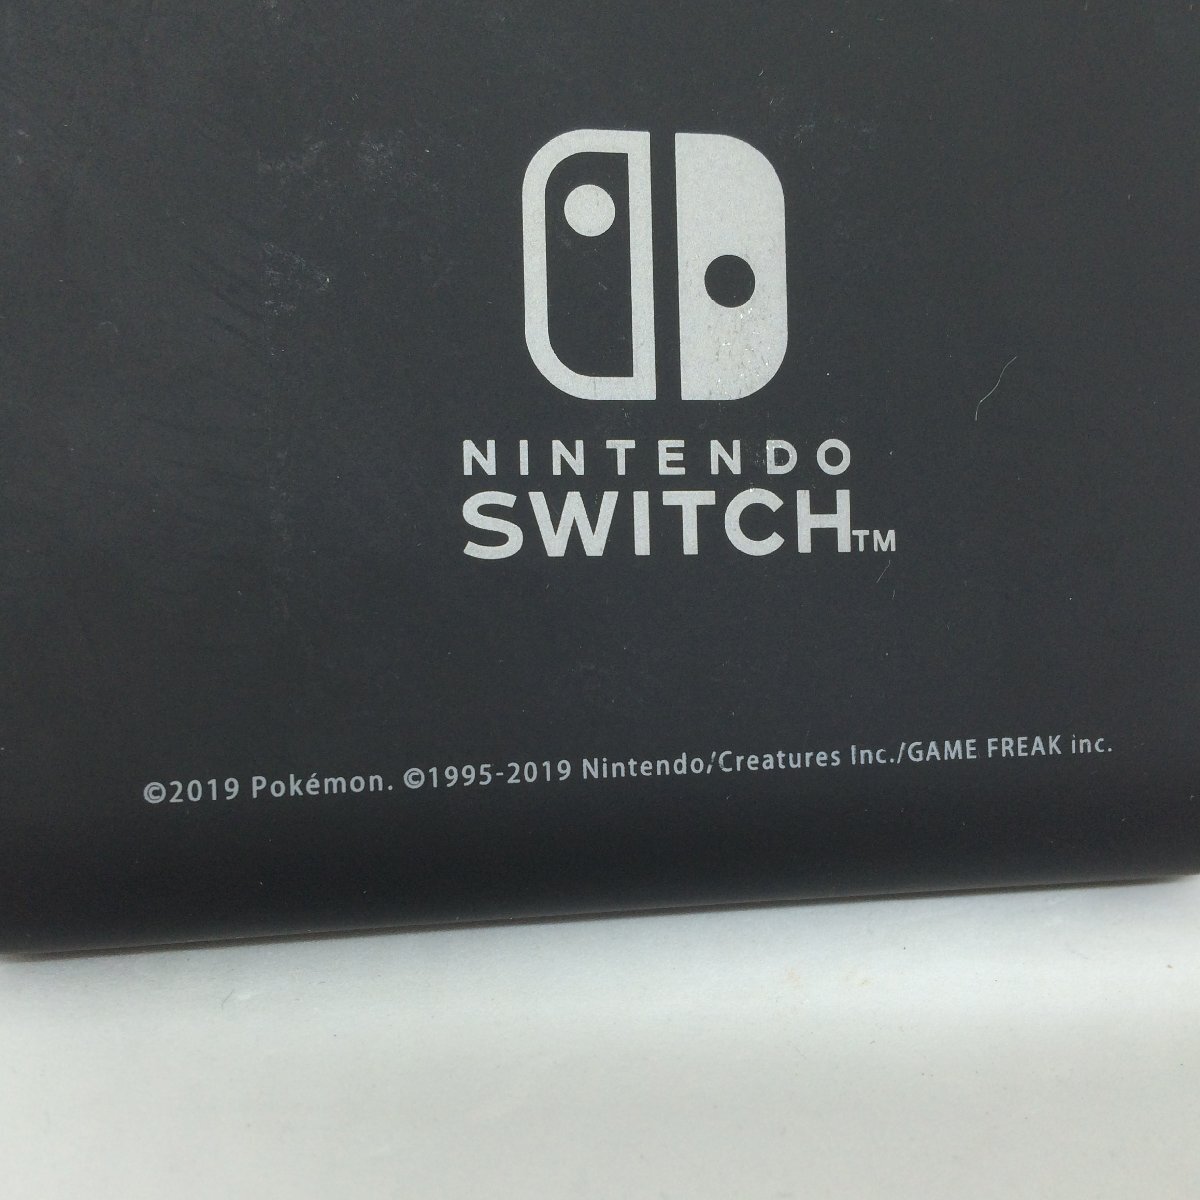 NINTENDO
SWITCH™
©2019 Pokémon. ©1995-2019 Nintendo/Creatures Inc./GAME FREAK inc.